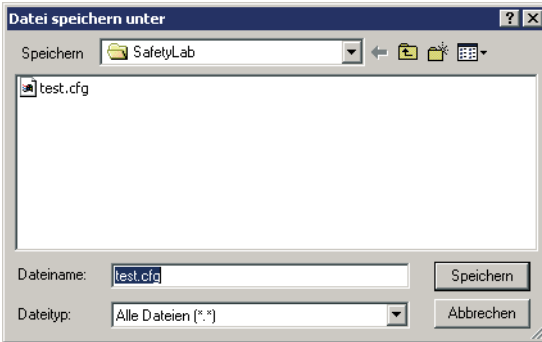 Datei speichern unter
Speichern SafetyLab
test.cfg
Dateiname: test.cfg Speichern
Dateityp: Alle Dateien (*.*) Abbrechen